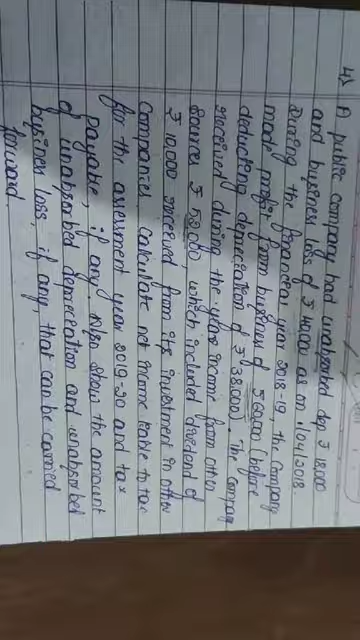 4) A public company had unabsorbed dep ₹ 18,000
and business loss of ₹ 4000 as on 1/04/2018.
During the financial year 2018-19, the company
made profit from business of ₹ 60,000 (before
deducting depreciation of ₹ 38,000). The company
received during the year income from other
sources ₹ 50,000, which included dividend of
₹ 10,000 received from its investment in other
companies calculate net income liable to tax
for the assessment year 2019-20 and tax
payable, if any. Also show the amount
of unabsorbed depreciation and unabsorbed
business loss, if any, that can be carried
forward.